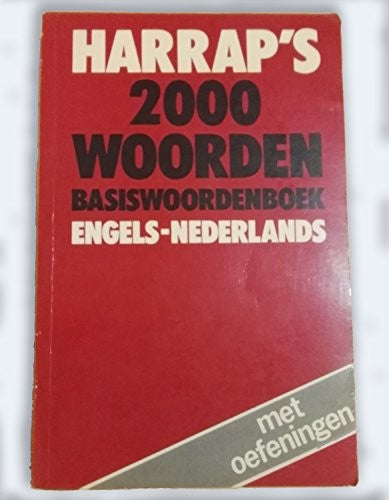 HARRAP'S
2000
WOORDEN
BASISWOORDENBOEK
ENGELS-NEDERLANDS
met
oefeningen